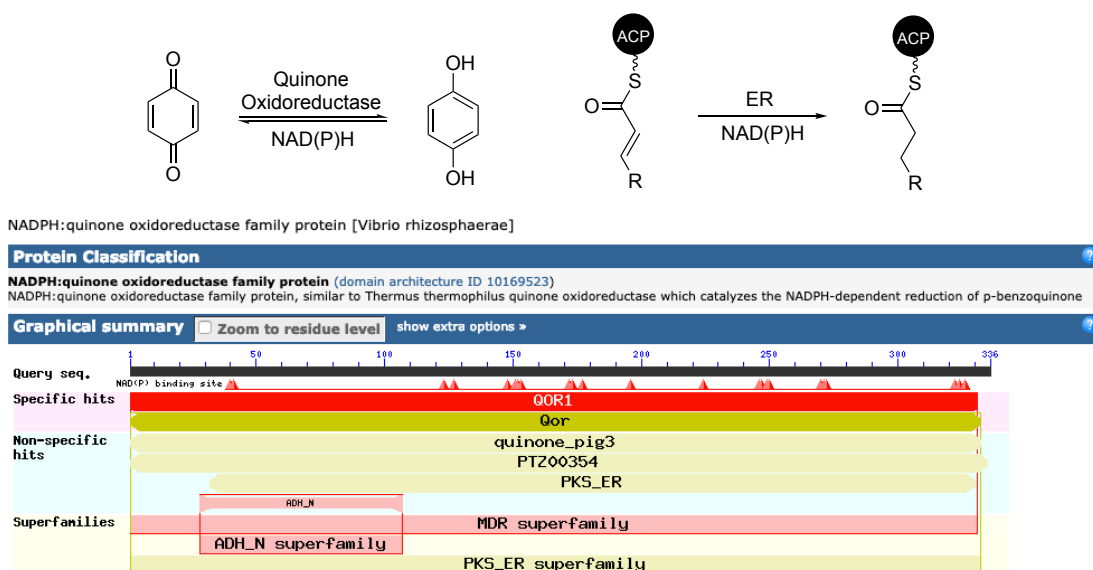 O
O
Quinone
Oxidoreductase
NAD(P)H
OH
OH
ACP
S
O
R
ER
NAD(P)H
ACP
S
O
R
NADPH:quinone oxidoreductase family protein [Vibrio rhizosphaerae]
Protein Classification
?
NADPH:quinone oxidoreductase family protein (domain architecture ID 10169523)
NADPH:quinone oxidoreductase family protein, similar to Thermus thermophilus quinone oxidoreductase which catalyzes the NADPH-dependent reduction of p-benzoquinone
Graphical summary Zoom to residue level show extra options »
?
1 50 100 150 200 250 300 336
Query seq.
NAD(P) binding site
Specific hits QOR1
Qor
Non-specific hits quinone_pig3
PTZ00354
PKS_ER
ADH_N
Superfamilies MDR superfamily
ADH_N superfamily
PKS_ER superfamily